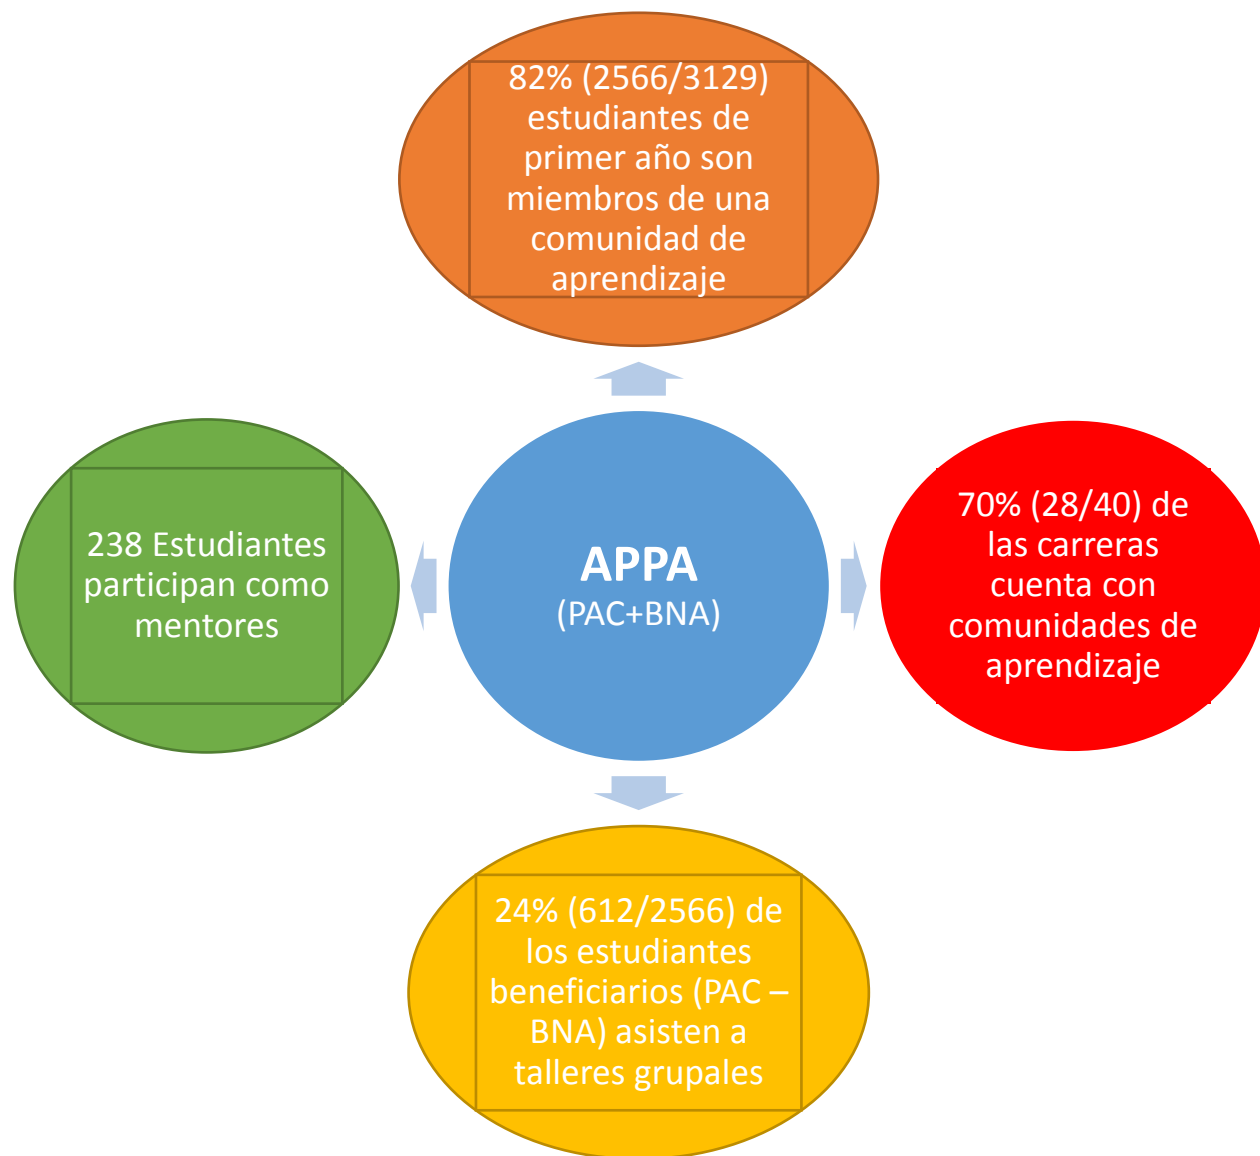 82% (2566/3129)
estudiantes de
primer año son
miembros de una
comunidad de
aprendizaje
238 Estudiantes
participan como
mentores
APPA
(PAC+BNA)
70% (28/40) de
las carreras
cuenta con
comunidades de
aprendizaje
24% (612/2566) de
los estudiantes
beneficiarios (PAC –
BNA) asisten a
talleres grupales